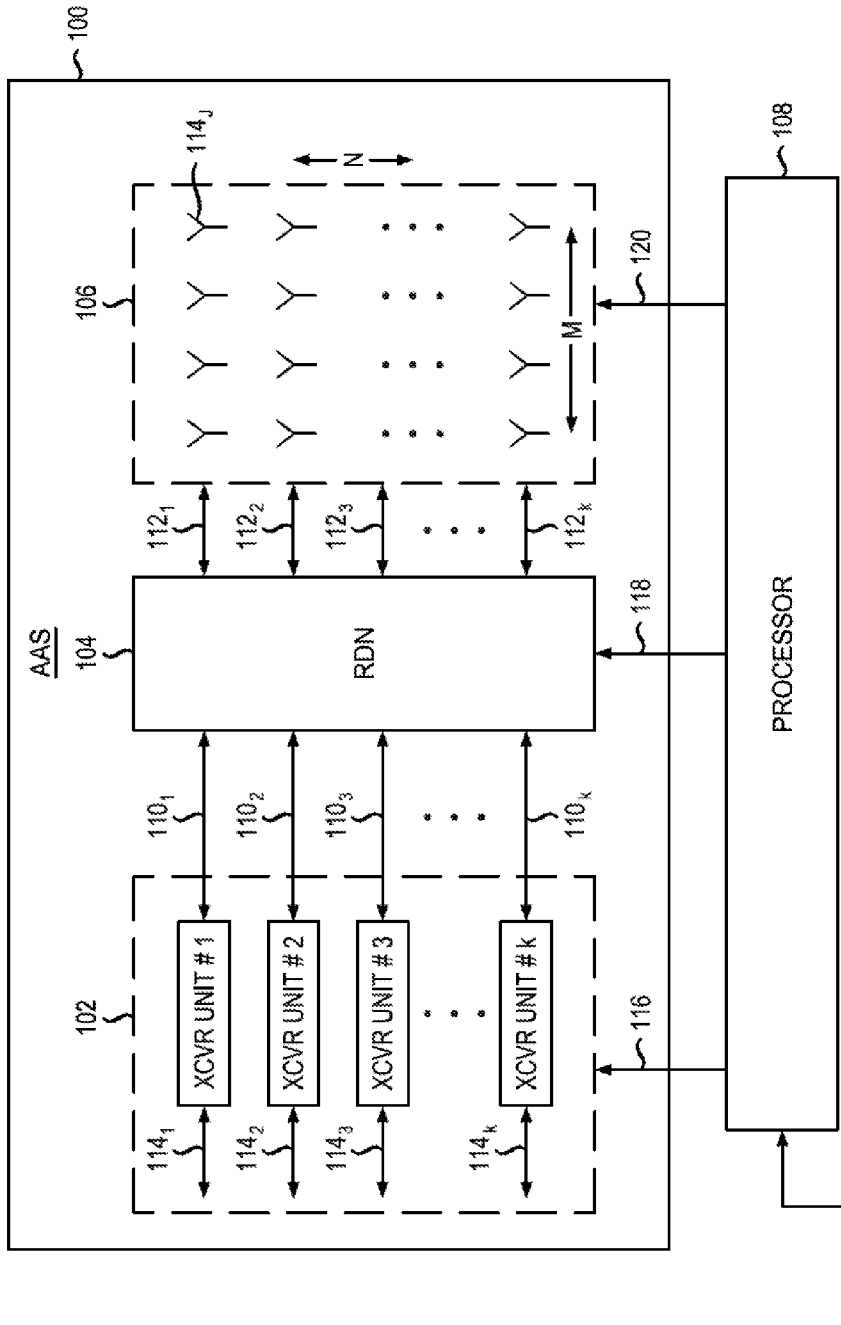 100
AAS
102
104
106
XCVR UNIT # 1
XCVR UNIT # 2
XCVR UNIT # 3
XCVR UNIT # k
114₁
114₂
114₃
114ₖ
110₁
110₂
110₃
110ₖ
RDN
112₁
112₂
112₃
112ₖ
114ⱼ
N
M
116
118
120
PROCESSOR
108